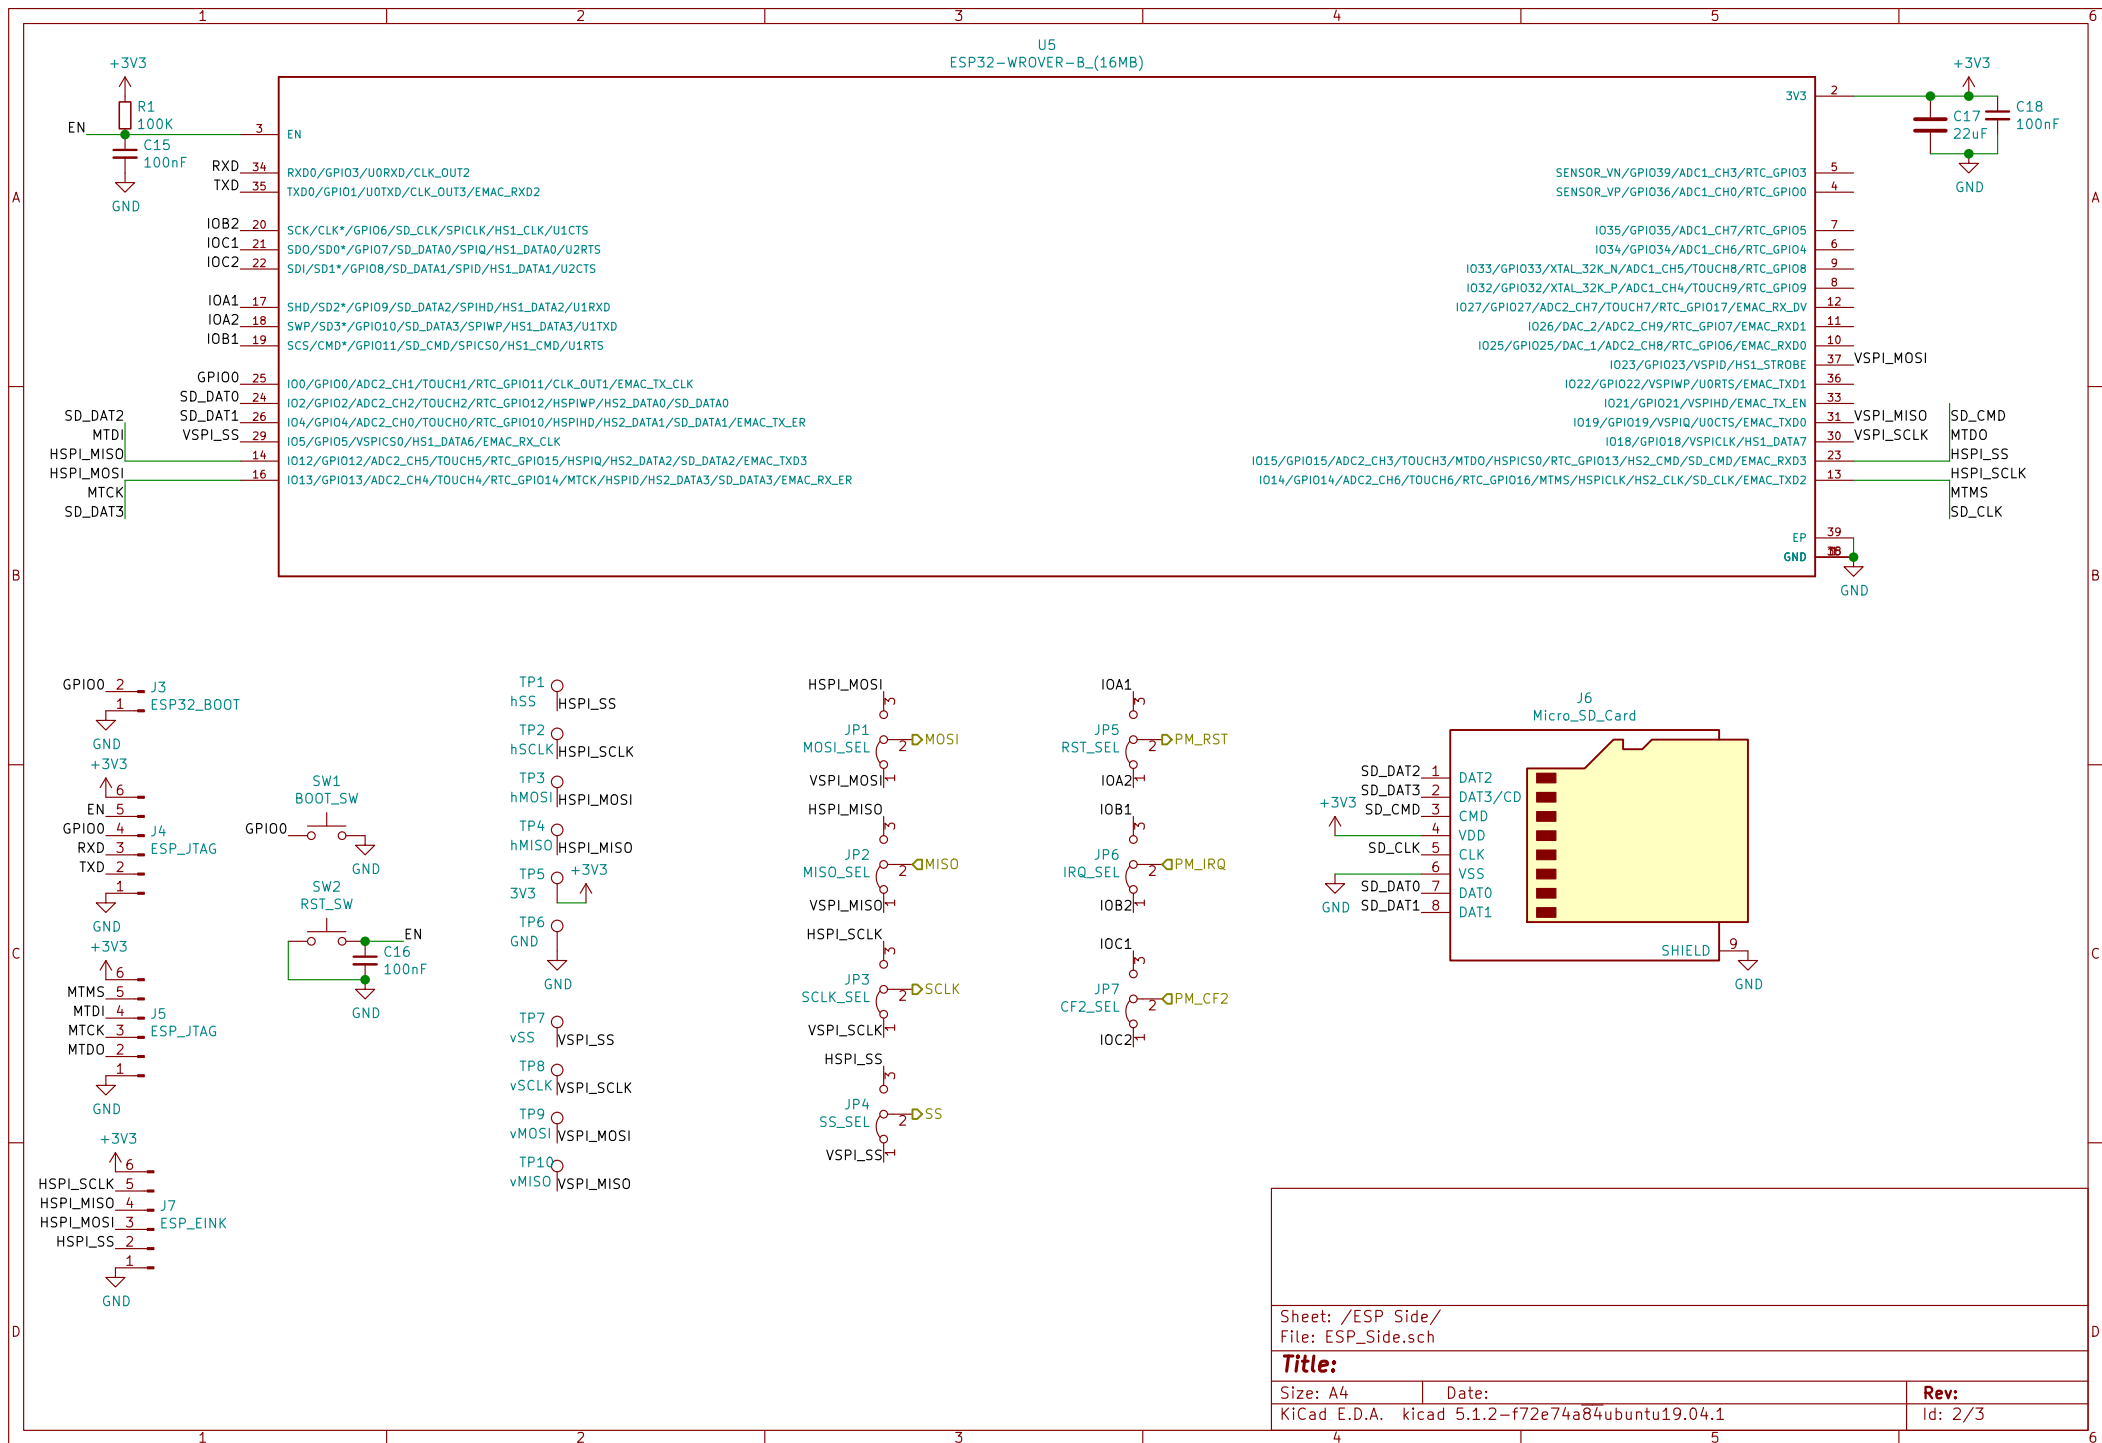 1 2 3 4 5 6
U5
ESP32-WROVER-B_(16MB)
+3V3
R1
100K
EN
C15
100nF
GND
3 EN
RXD 34 RXD0/GPIO3/U0RXD/CLK_OUT2
TXD 35 TXD0/GPIO1/U0TXD/CLK_OUT3/EMAC_RXD2
IOB2 20 SCK/CLK*/GPIO6/SD_CLK/SPICLK/HS1_CLK/U1CTS
IOC1 21 SDO/SD0*/GPIO7/SD_DATA0/SPIQ/HS1_DATA0/U2RTS
IOC2 22 SDI/SD1*/GPIO8/SD_DATA1/SPID/HS1_DATA1/U2CTS
IOA1 17 SHD/SD2*/GPIO9/SD_DATA2/SPIHD/HS1_DATA2/U1RXD
IOA2 18 SWP/SD3*/GPIO10/SD_DATA3/SPIWP/HS1_DATA3/U1TXD
IOB1 19 SCS/CMD*/GPIO11/SD_CMD/SPICS0/HS1_CMD/U1RTS
GPIO0 25 IO0/GPIO0/ADC2_CH1/TOUCH1/RTC_GPIO11/CLK_OUT1/EMAC_TX_CLK
SD_DAT0 24 IO2/GPIO2/ADC2_CH2/TOUCH2/RTC_GPIO12/HSPIWP/HS2_DATA0/SD_DATA0
SD_DAT1 26 IO4/GPIO4/ADC2_CH0/TOUCH0/RTC_GPIO10/HSPIHD/HS2_DATA1/SD_DATA1/EMAC_TX_ER
VSPI_SS 29 IO5/GPIO5/VSPICS0/HS1_DATA6/EMAC_RX_CLK
14 IO12/GPIO12/ADC2_CH5/TOUCH5/RTC_GPIO15/HSPIQ/HS2_DATA2/SD_DATA2/EMAC_TXD3
16 IO13/GPIO13/ADC2_CH4/TOUCH4/RTC_GPIO14/MTCK/HSPID/HS2_DATA3/SD_DATA3/EMAC_RX_ER
SD_DAT2
MTDI
HSPI_MISO
HSPI_MOSI
MTCK
SD_DAT3
3V3 2
+3V3
C17
22uF
C18
100nF
GND
SENSOR_VN/GPIO39/ADC1_CH3/RTC_GPIO3 5
SENSOR_VP/GPIO36/ADC1_CH0/RTC_GPIO0 4
IO35/GPIO35/ADC1_CH7/RTC_GPIO5 7
IO34/GPIO34/ADC1_CH6/RTC_GPIO4 6
IO33/GPIO33/XTAL_32K_N/ADC1_CH5/TOUCH8/RTC_GPIO8 9
IO32/GPIO32/XTAL_32K_P/ADC1_CH4/TOUCH9/RTC_GPIO9 8
IO27/GPIO27/ADC2_CH7/TOUCH7/RTC_GPIO17/EMAC_RX_DV 12
IO26/DAC_2/ADC2_CH9/RTC_GPIO7/EMAC_RXD1 11
IO25/GPIO25/DAC_1/ADC2_CH8/RTC_GPIO6/EMAC_RXD0 10
IO23/GPIO23/VSPID/HS1_STROBE 37 VSPI_MOSI
IO22/GPIO22/VSPIWP/U0RTS/EMAC_TXD1 36
IO21/GPIO21/VSPIHD/EMAC_TX_EN 33
IO19/GPIO19/VSPIQ/U0CTS/EMAC_TXD0 31 VSPI_MISO
IO18/GPIO18/VSPICLK/HS1_DATA7 30 VSPI_SCLK
IO15/GPIO15/ADC2_CH3/TOUCH3/MTDO/HSPICS0/RTC_GPIO13/HS2_CMD/SD_CMD/EMAC_RXD3 23
IO14/GPIO14/ADC2_CH6/TOUCH6/RTC_GPIO16/MTMS/HSPICLK/HS2_CLK/SD_CLK/EMAC_TXD2 13
SD_CMD
MTDO
HSPI_SS
HSPI_SCLK
MTMS
SD_CLK
EP 39
GND
GND
A A
B B
C C
D D
GPIO0 2 J3
1 ESP32_BOOT
GND
+3V3
6
EN 5
GPIO0 4 J4
RXD 3 ESP_JTAG
TXD 2
1
GND
+3V3
6
MTMS 5
MTDI 4 J5
MTCK 3 ESP_JTAG
MTDO 2
1
GND
+3V3
6
HSPI_SCLK 5
HSPI_MISO 4 J7
HSPI_MOSI 3 ESP_EINK
HSPI_SS 2
1
GND
SW1
BOOT_SW
GPIO0
GND
SW2
RST_SW
EN
C16
100nF
GND
TP1
hSS HSPI_SS
TP2
hSCLK HSPI_SCLK
TP3
hMOSI HSPI_MOSI
TP4
hMISO HSPI_MISO
TP5 +3V3
3V3
TP6
GND
GND
TP7
vSS VSPI_SS
TP8
vSCLK VSPI_SCLK
TP9
vMOSI VSPI_MOSI
TP10
vMISO VSPI_MISO
HSPI_MOSI 3
JP1
MOSI_SEL 2 MOSI
VSPI_MOSI 1
HSPI_MISO 3
JP2
MISO_SEL 2 MISO
VSPI_MISO 1
HSPI_SCLK 3
JP3
SCLK_SEL 2 SCLK
VSPI_SCLK 1
HSPI_SS 3
JP4
SS_SEL 2 SS
VSPI_SS 1
IOA1 3
JP5
RST_SEL 2 PM_RST
IOA2 1
IOB1 3
JP6
IRQ_SEL 2 PM_IRQ
IOB2 1
IOC1 3
JP7
CF2_SEL 2 PM_CF2
IOC2 1
J6
Micro_SD_Card
SD_DAT2 1 DAT2
SD_DAT3 2 DAT3/CD
SD_CMD 3 CMD
+3V3 4 VDD
SD_CLK 5 CLK
GND 6 VSS
SD_DAT0 7 DAT0
SD_DAT1 8 DAT1
SHIELD 9
GND
Sheet: /ESP Side/
File: ESP_Side.sch
Title:
Size: A4 Date: Rev:
KiCad E.D.A. kicad 5.1.2-f72e74a84ubuntu19.04.1 Id: 2/3
1 2 3 4 5 6